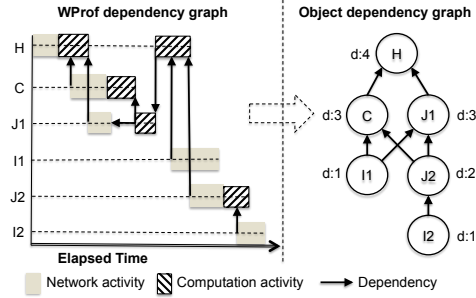 WProf dependency graph
H
C
J1
I1
J2
I2
Elapsed Time
Object dependency graph
d:4 H
d:3 C J1 d:3
d:1 I1 J2 d:2
I2 d:1
Network activity Computation activity Dependency